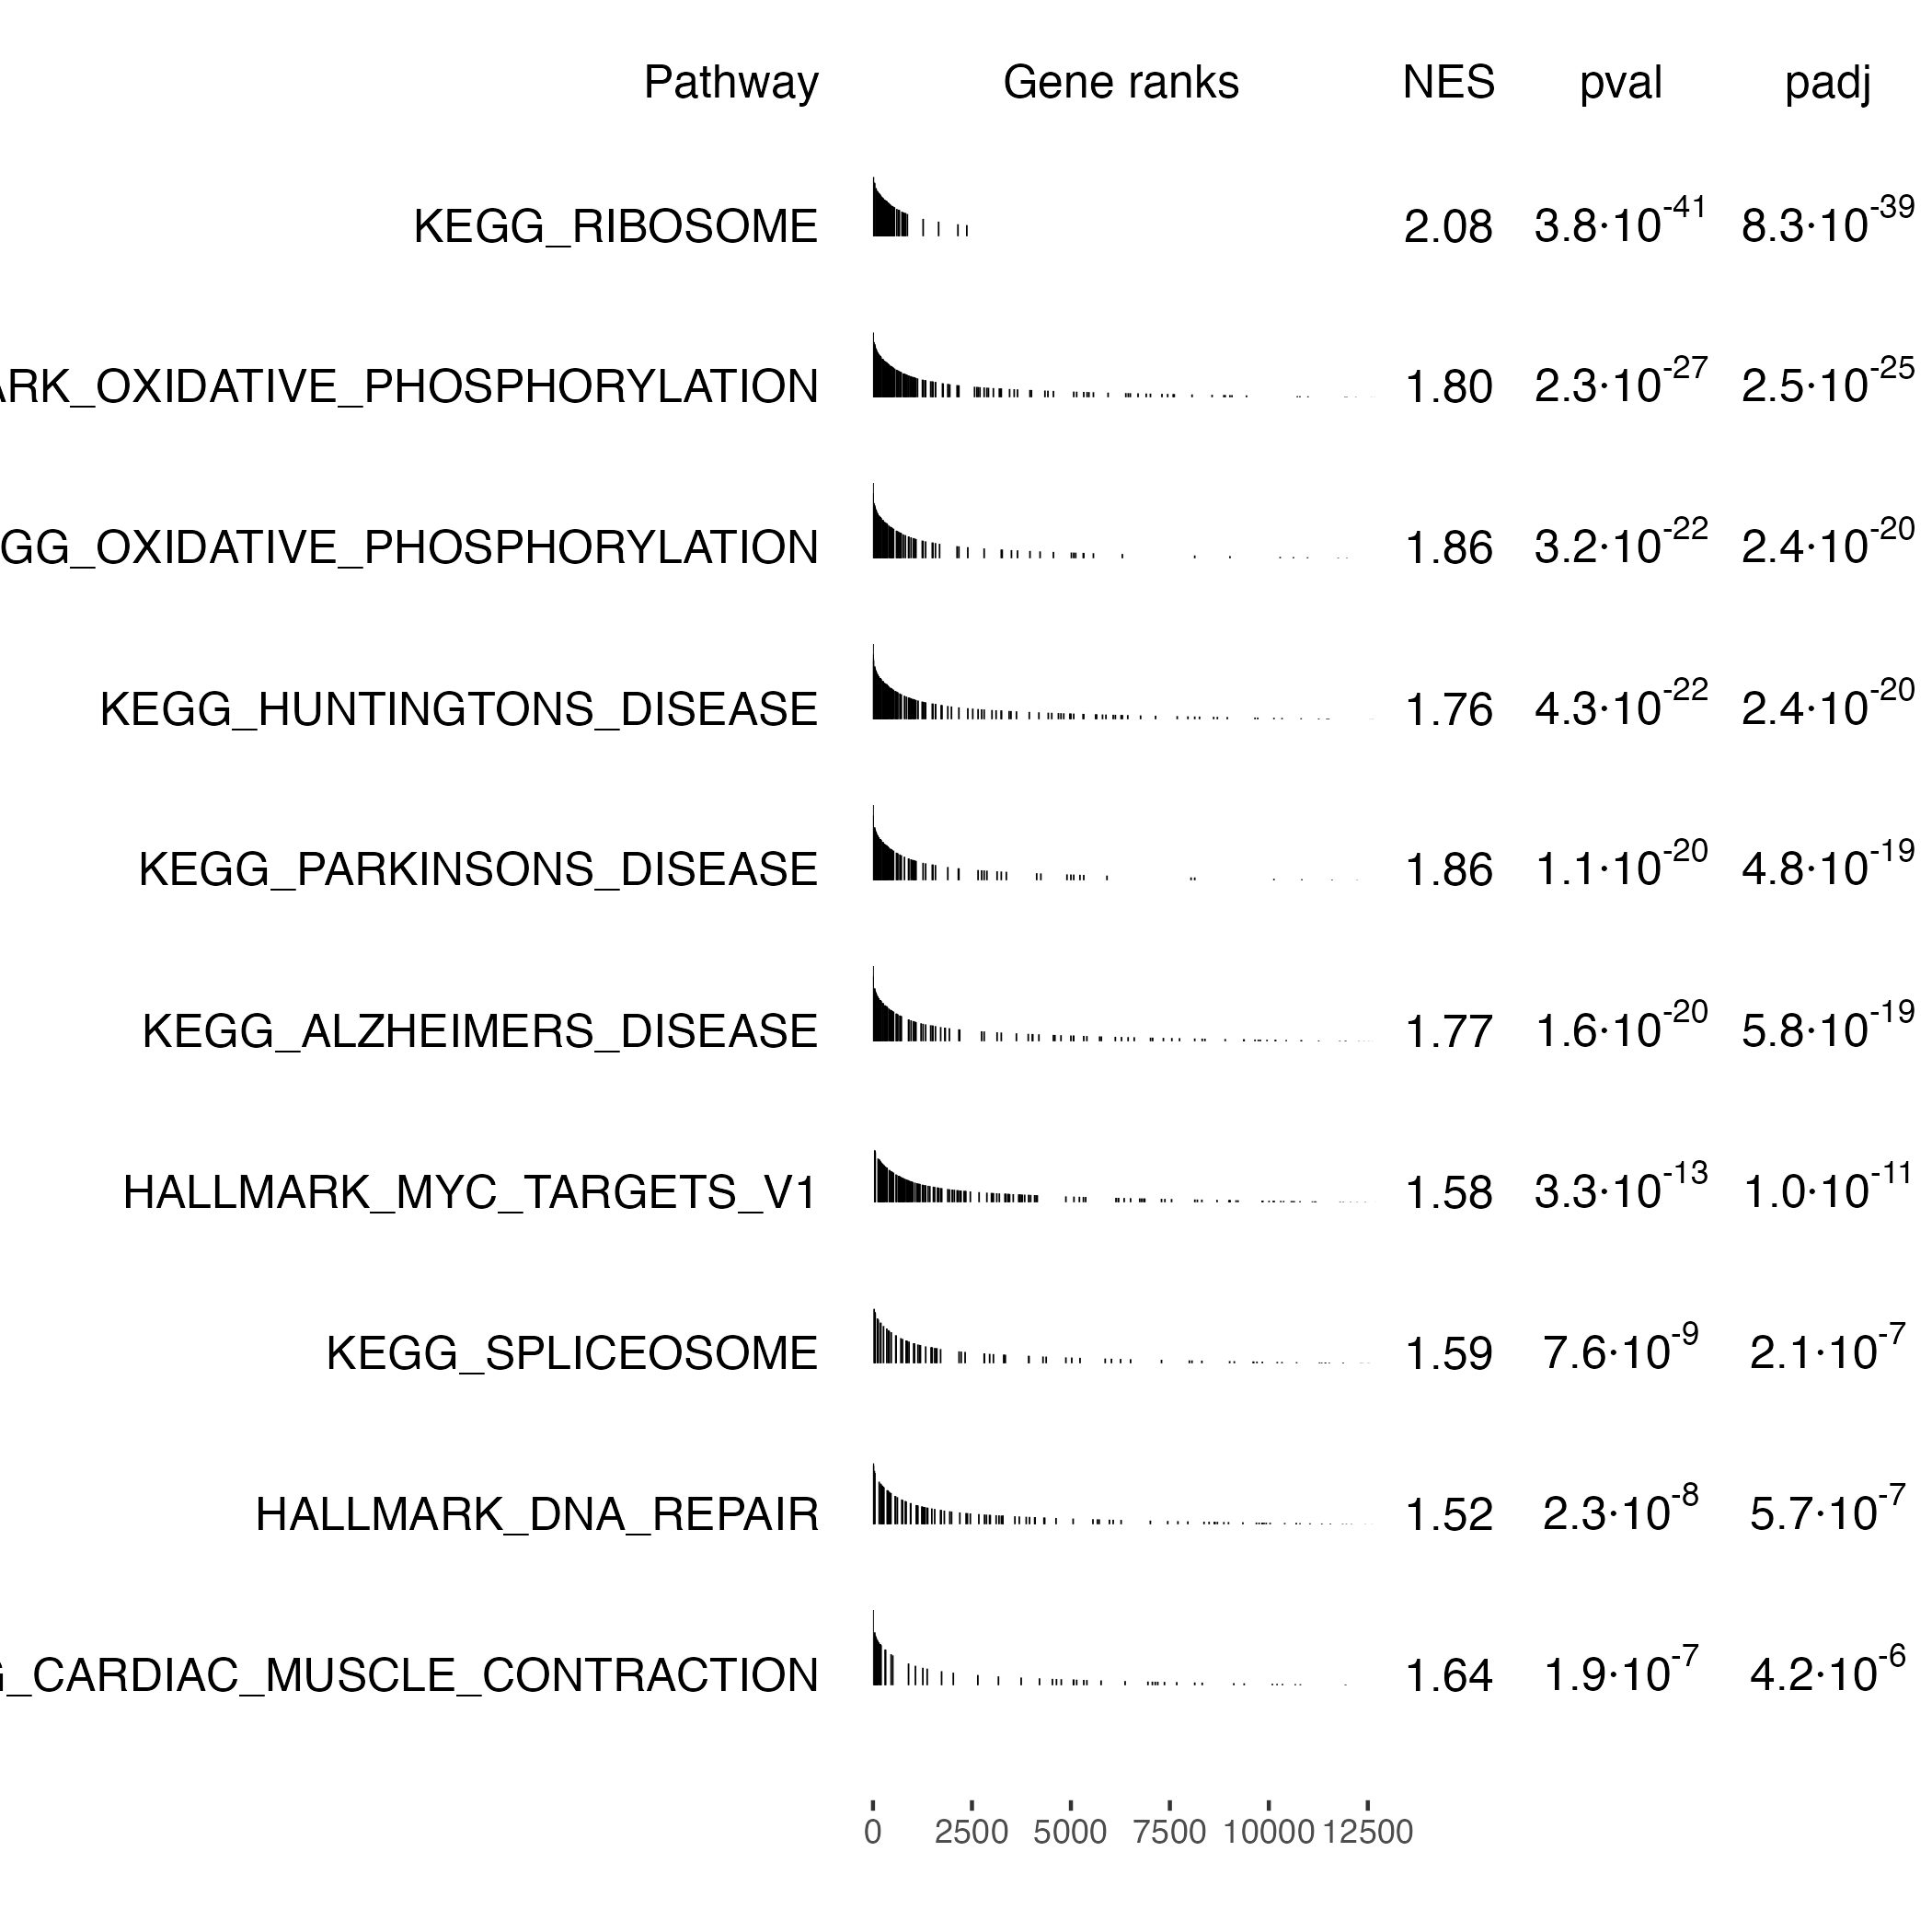 Pathway Gene ranks NES pval padj
KEGG_RIBOSOME 2.08 3.8·10^-41 8.3·10^-39
ARK_OXIDATIVE_PHOSPHORYLATION 1.80 2.3·10^-27 2.5·10^-25
GG_OXIDATIVE_PHOSPHORYLATION 1.86 3.2·10^-22 2.4·10^-20
KEGG_HUNTINGTONS_DISEASE 1.76 4.3·10^-22 2.4·10^-20
KEGG_PARKINSONS_DISEASE 1.86 1.1·10^-20 4.8·10^-19
KEGG_ALZHEIMERS_DISEASE 1.77 1.6·10^-20 5.8·10^-19
HALLMARK_MYC_TARGETS_V1 1.58 3.3·10^-13 1.0·10^-11
KEGG_SPLICEOSOME 1.59 7.6·10^-9 2.1·10^-7
HALLMARK_DNA_REPAIR 1.52 2.3·10^-8 5.7·10^-7
G_CARDIAC_MUSCLE_CONTRACTION 1.64 1.9·10^-7 4.2·10^-6
0 2500 5000 7500 10000 12500